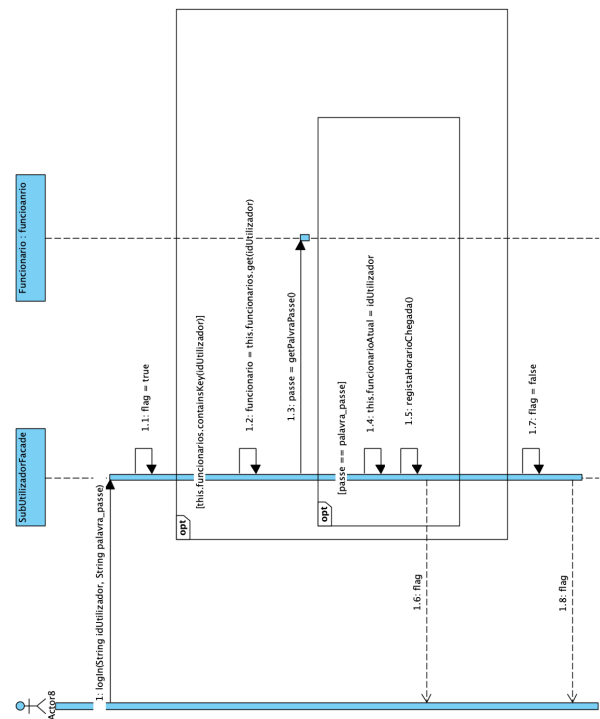 Actor8
SubUtilizadorFacade
Funcionario : funcioanrio
1: logIn(String idUtilizador, String palavra_passe)
1.1: flag = true
opt
[this.funcionarios.containsKey(idUtilizador)]
1.2: funcionario = this.funcionarios.get(idUtilizador)
1.3: passe = getPalvraPasse()
opt
[passe == palavra_passe]
1.4: this.funcionarioAtual = idUtilizador
1.5: registaHorarioChegada()
1.6: flag
1.7: flag = false
1.8: flag